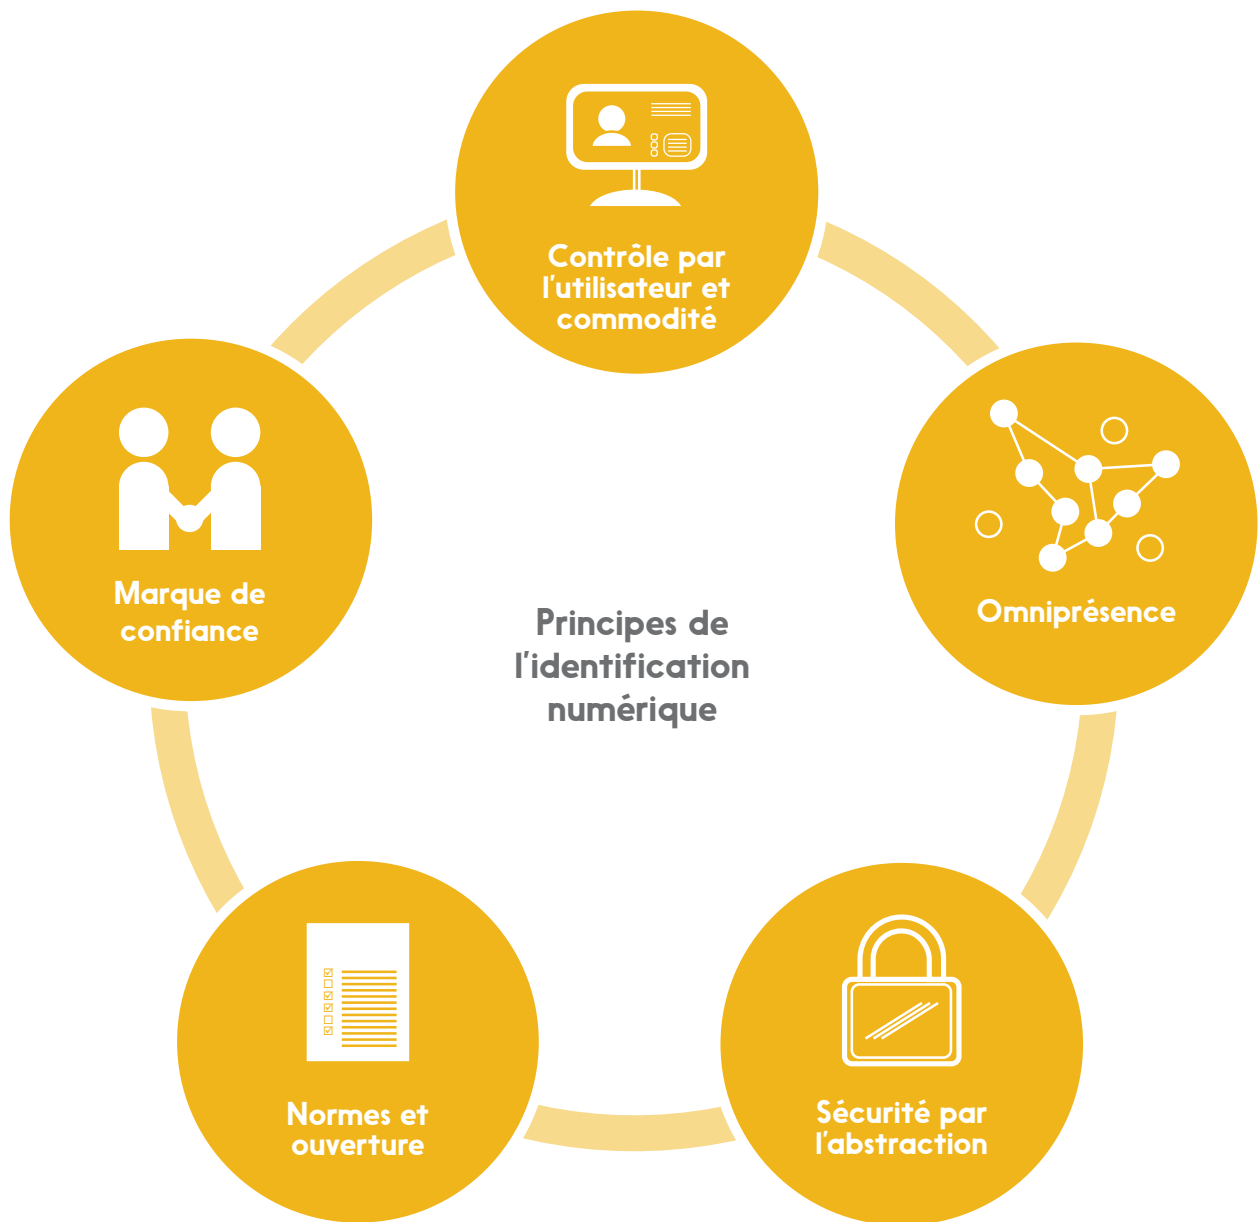 Contrôle par
l'utilisateur et
commodité
Marque de
confiance
Omniprésence
Principes de
l'identification
numérique
Normes et
ouverture
Sécurité par
l'abstraction